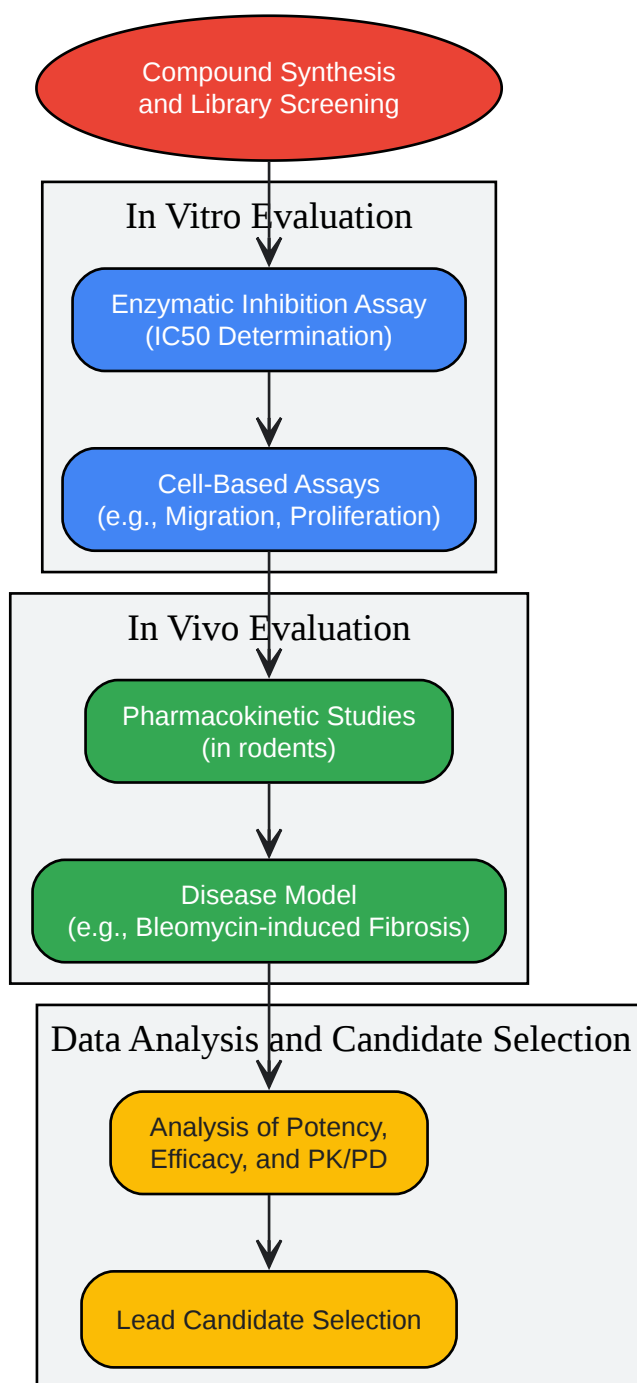 Compound Synthesis
and Library Screening
In Vitro Evaluation
Enzymatic Inhibition Assay
(IC50 Determination)
Cell-Based Assays
(e.g., Migration, Proliferation)
In Vivo Evaluation
Pharmacokinetic Studies
(in rodents)
Disease Model
(e.g., Bleomycin-induced Fibrosis)
Data Analysis and Candidate Selection
Analysis of Potency,
Efficacy, and PK/PD
Lead Candidate Selection